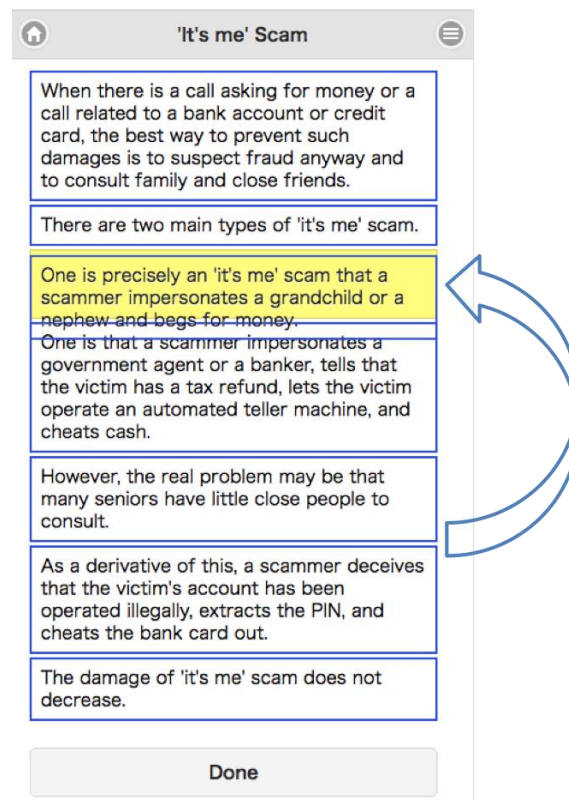 'It's me' Scam
When there is a call asking for money or a
call related to a bank account or credit
card, the best way to prevent such
damages is to suspect fraud anyway and
to consult family and close friends.
There are two main types of 'it's me' scam.
One is precisely an 'it's me' scam that a
scammer impersonates a grandchild or a
nephew and begs for money.
One is that a scammer impersonates a
government agent or a banker, tells that
the victim has a tax refund, lets the victim
operate an automated teller machine, and
cheats cash.
However, the real problem may be that
many seniors have little close people to
consult.
As a derivative of this, a scammer deceives
that the victim's account has been
operated illegally, extracts the PIN, and
cheats the bank card out.
The damage of 'it's me' scam does not
decrease.
Done